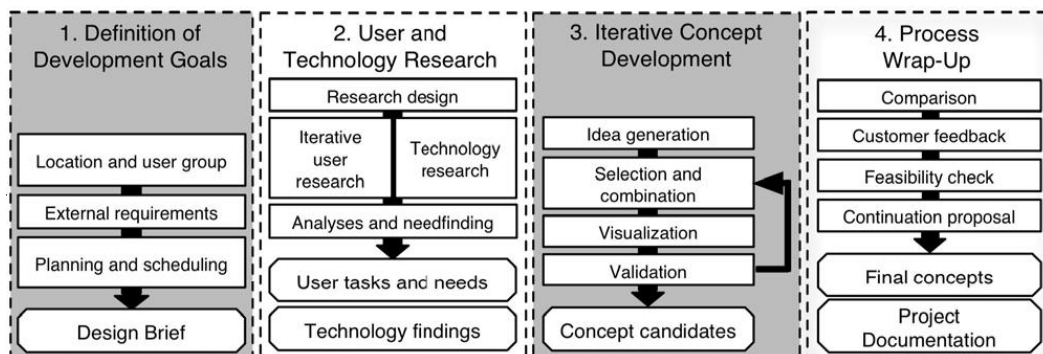 1. Definition of
Development Goals
Location and user group
External requirements
Planning and scheduling
Design Brief
2. User and
Technology Research
Research design
Iterative
user
research
Technology
research
Analyses and needfinding
User tasks and needs
Technology findings
3. Iterative Concept
Development
Idea generation
Selection and
combination
Visualization
Validation
Concept candidates
4. Process
Wrap-Up
Comparison
Customer feedback
Feasibility check
Continuation proposal
Final concepts
Project
Documentation